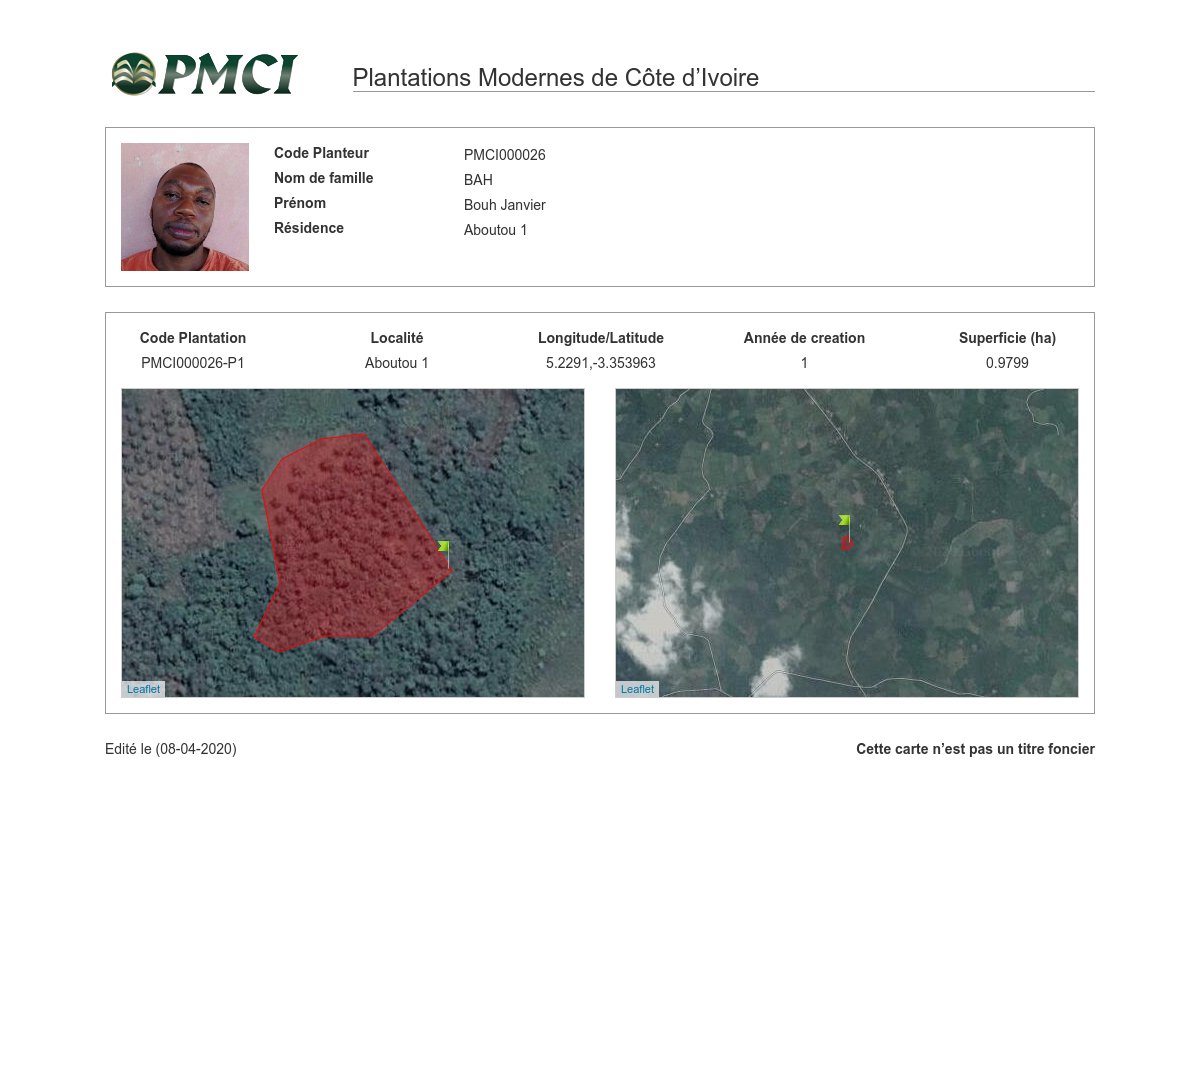 PMCI
Plantations Modernes de Côte d’Ivoire
Code Planteur PMCI000026
Nom de famille BAH
Prénom Bouh Janvier
Résidence Aboutou 1
Code Plantation Localité Longitude/Latitude Année de creation Superficie (ha)
PMCI000026-P1 Aboutou 1 5.2291,-3.353963 1 0.9799
Leaflet Leaflet
Edité le (08-04-2020) Cette carte n’est pas un titre foncier